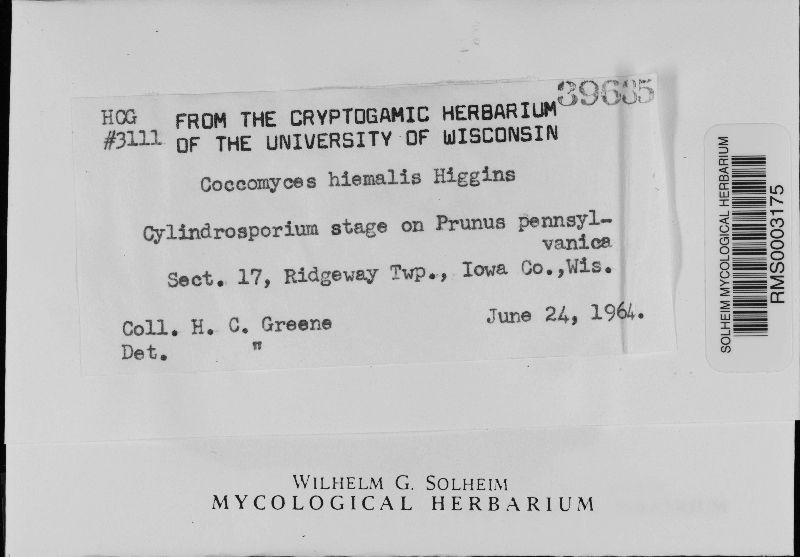 39685
HCG FROM THE CRYPTOGAMIC HERBARIUM
#3111 OF THE UNIVERSITY OF WISCONSIN
Coccomyces hiemalis Higgins
Cylindrosporium stage on Prunus pennsyl-
vanica
Sect. 17, Ridgeway Twp., Iowa Co.,Wis.
Coll. H. C. Greene June 24, 1964.
Det. "
SOLHEIM MYCOLOGICAL HERBARIUM
RMS0003175
WILHELM G. SOLHEIM
MYCOLOGICAL HERBARIUM